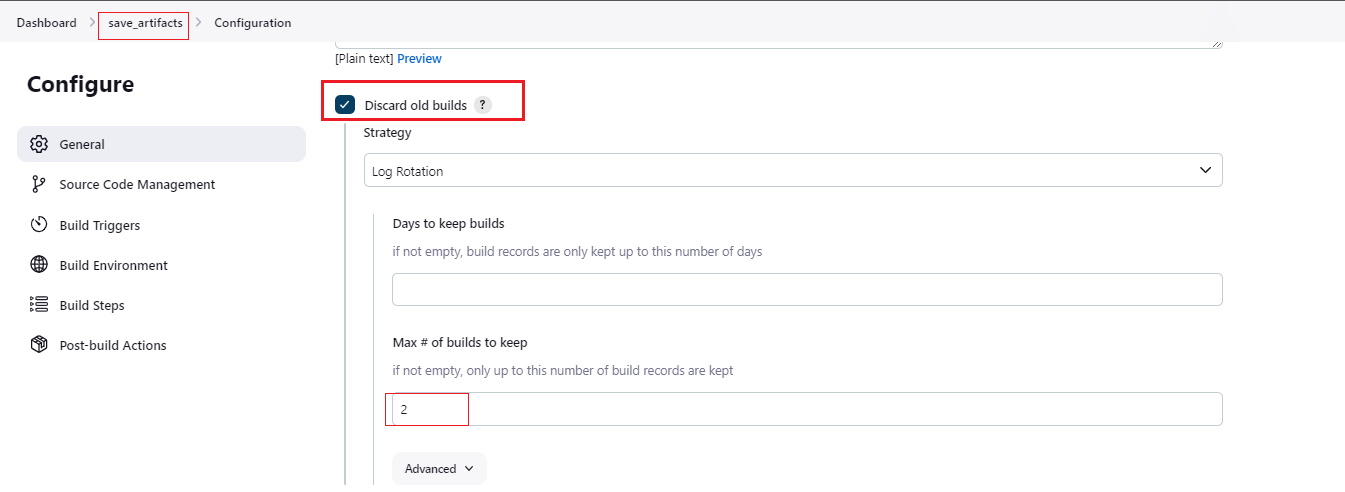 Dashboard > save_artifacts > Configuration
Configure
General
Source Code Management
Build Triggers
Build Environment
Build Steps
Post-build Actions
[Plain text] Preview
Discard old builds ?
Strategy
Log Rotation
Days to keep builds
if not empty, build records are only kept up to this number of days
Max # of builds to keep
if not empty, only up to this number of build records are kept
2
Advanced